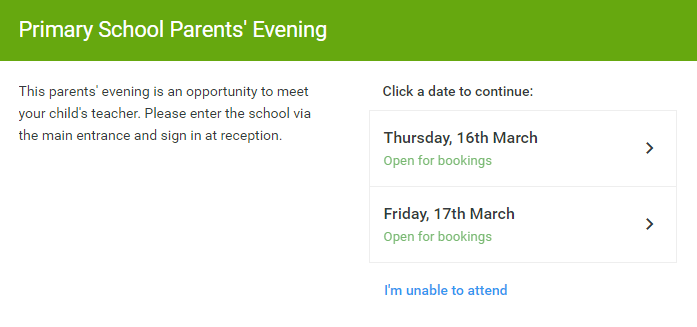 Primary School Parents' Evening
This parents' evening is an opportunity to meet
your child's teacher. Please enter the school via
the main entrance and sign in at reception.
Click a date to continue:
Thursday, 16th March
Open for bookings
Friday, 17th March
Open for bookings
I'm unable to attend